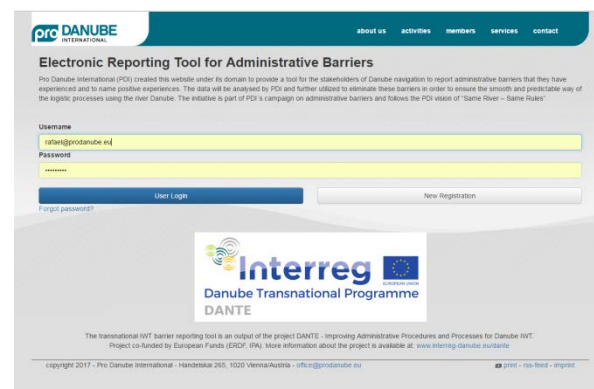 pro DANUBE
INTERNATIONAL
about us activities members services contact
Electronic Reporting Tool for Administrative Barriers
Pro Danube International (PDI) created this website under its domain to provide a tool for the stakeholders of Danube navigation to report administrative barriers that they have
experienced and to name positive experiences. The data will be analysed by PDI and further utilized to eliminate these barriers in order to ensure the smooth and predictable way of
the logistic processes using the river Danube. The initiative is part of PDI´s campaign on administrative barriers and follows the PDI vision of "Same River – Same Rules".
Username
rafael@prodanube.eu
Password
•••••••••
User Login New Registration
Forgot password?
Interreg
EUROPEAN UNION
Danube Transnational Programme
DANTE
The transnational IWT barrier reporting tool is an output of the project DANTE - Improving Administrative Procedures and Processes for Danube IWT.
Project co-funded by European Funds (ERDF, IPA). More information about the project is available at: www.interreg-danube.eu/dante
copyright 2017 - Pro Danube International - Handelskai 265, 1020 Vienna/Austria - office@prodanube.eu print - rss-feed - imprint